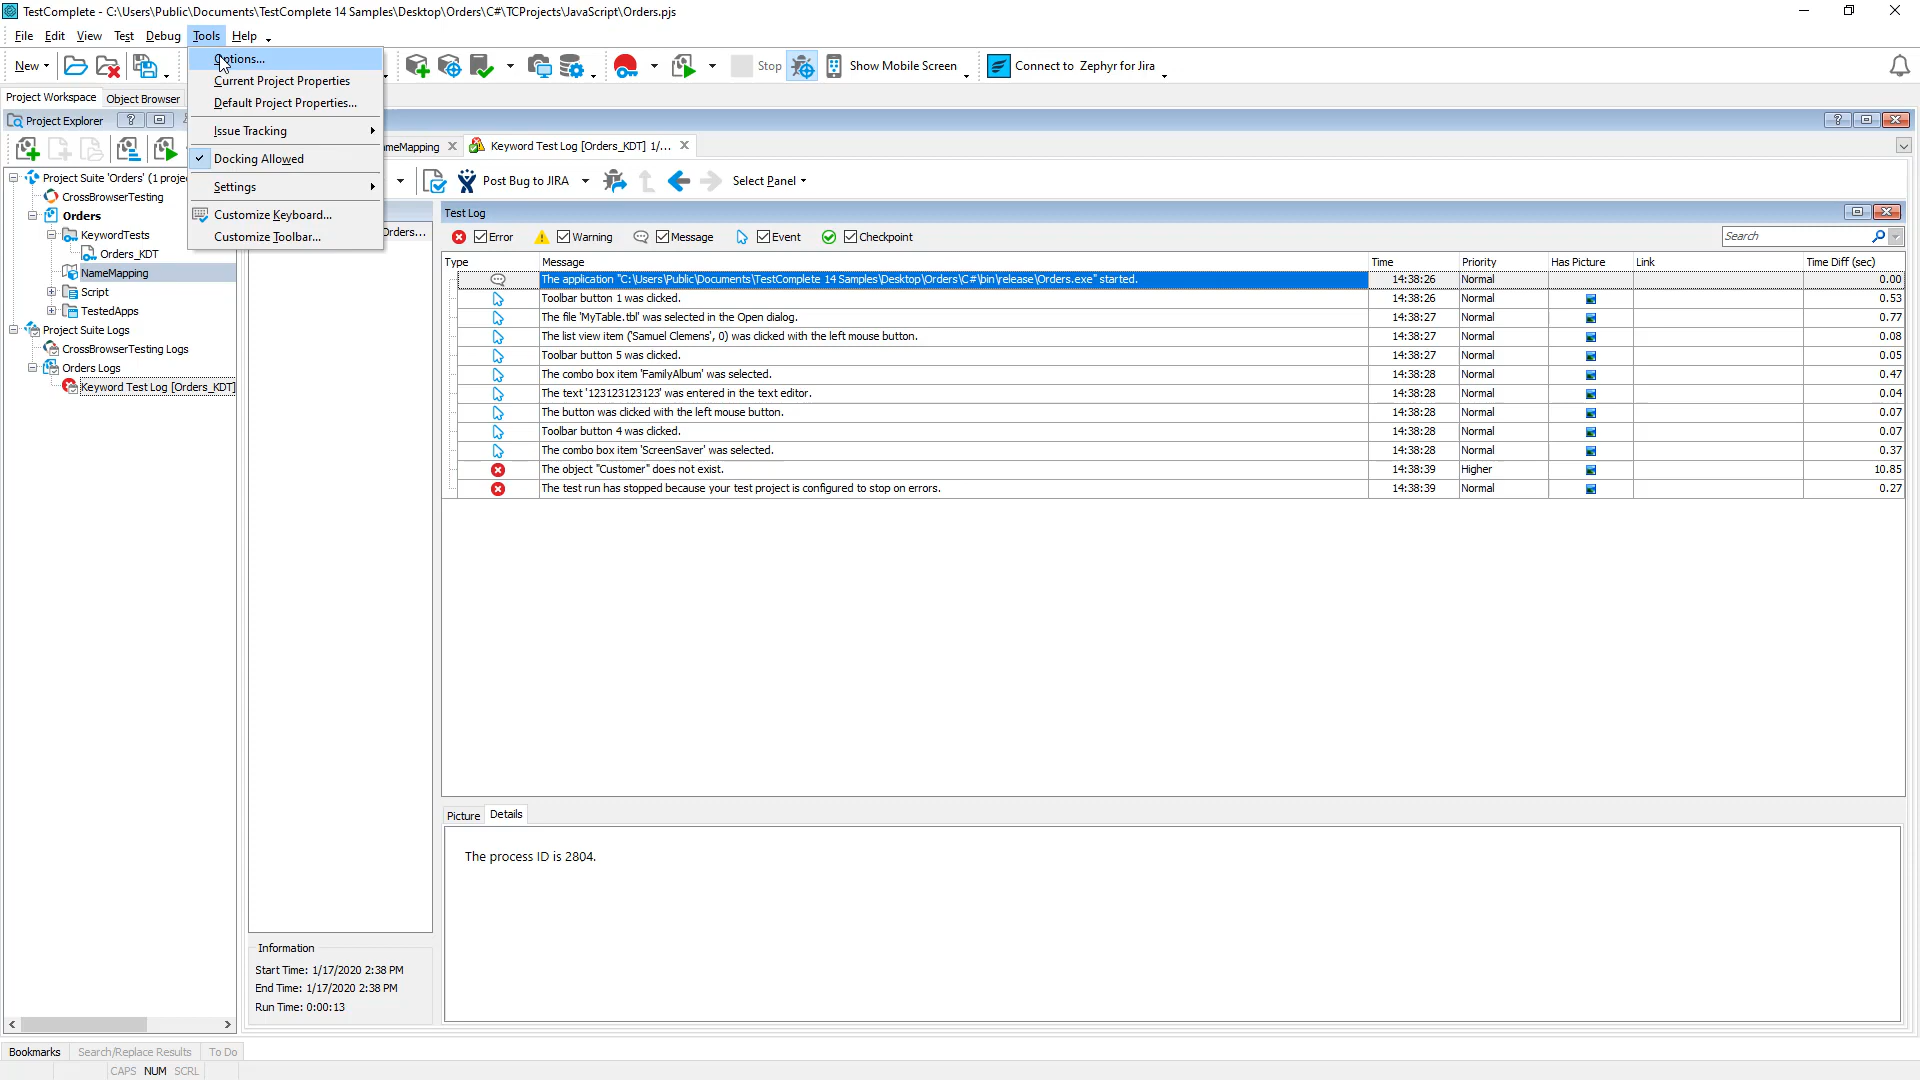 TestComplete - C:\Users\Public\Documents\TestComplete 14 Samples\Desktop\Orders\C#\TCProjects\JavaScript\Orders.pjs
File Edit View Test Debug Tools Help
New
Stop
Show Mobile Screen
Connect to Zephyr for Jira
Options...
Current Project Properties
Default Project Properties...
Issue Tracking
Docking Allowed
Settings
Customize Keyboard...
Customize Toolbar...
Project Workspace Object Browser
Project Explorer
Project Suite 'Orders' (1 proje
CrossBrowserTesting
Orders
KeywordTests
Orders_KDT
NameMapping
Script
TestedApps
Project Suite Logs
CrossBrowserTesting Logs
Orders Logs
Keyword Test Log [Orders_KDT]
ameMapping
Keyword Test Log [Orders_KDT] 1/...
Post Bug to JIRA
Select Panel
Orders...
Test Log
Error Warning Message Event Checkpoint
Search
Type Message Time Priority Has Picture Link Time Diff (sec)
The application "C:\Users\Public\Documents\TestComplete 14 Samples\Desktop\Orders\C#\bin\release\Orders.exe" started. 14:38:26 Normal 0.00
Toolbar button 1 was clicked. 14:38:26 Normal 0.53
The file 'MyTable.tbl' was selected in the Open dialog. 14:38:27 Normal 0.77
The list view item ('Samuel Clemens', 0) was clicked with the left mouse button. 14:38:27 Normal 0.08
Toolbar button 5 was clicked. 14:38:27 Normal 0.05
The combo box item 'FamilyAlbum' was selected. 14:38:28 Normal 0.47
The text '123123123123' was entered in the text editor. 14:38:28 Normal 0.04
The button was clicked with the left mouse button. 14:38:28 Normal 0.07
Toolbar button 4 was clicked. 14:38:28 Normal 0.07
The combo box item 'ScreenSaver' was selected. 14:38:28 Normal 0.37
The object "Customer" does not exist. 14:38:39 Higher 10.85
The test run has stopped because your test project is configured to stop on errors. 14:38:39 Normal 0.27
Picture Details
The process ID is 2804.
Information
Start Time: 1/17/2020 2:38 PM
End Time: 1/17/2020 2:38 PM
Run Time: 0:00:13
Bookmarks Search/Replace Results To Do
CAPS NUM SCRL